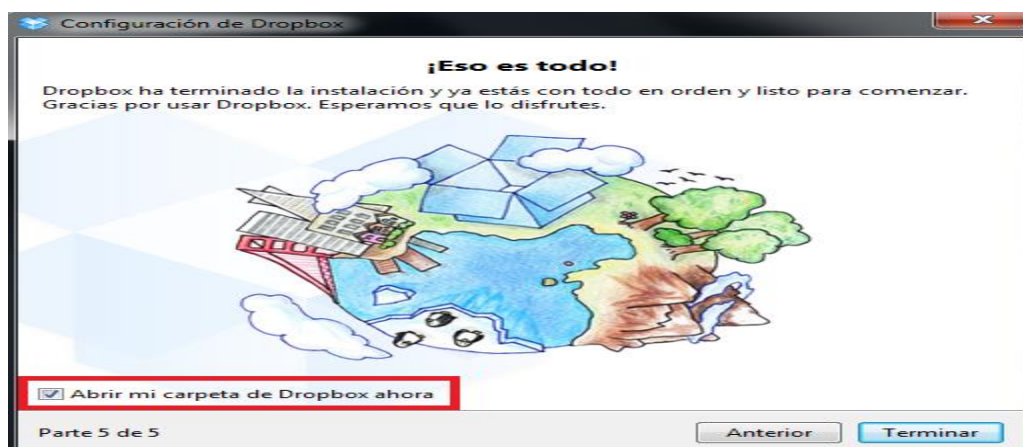 Configuración de Dropbox
¡Eso es todo!
Dropbox ha terminado la instalación y ya estás con todo en orden y listo para comenzar.
Gracias por usar Dropbox. Esperamos que lo disfrutes.
Abrir mi carpeta de Dropbox ahora
Parte 5 de 5
Anterior
Terminar